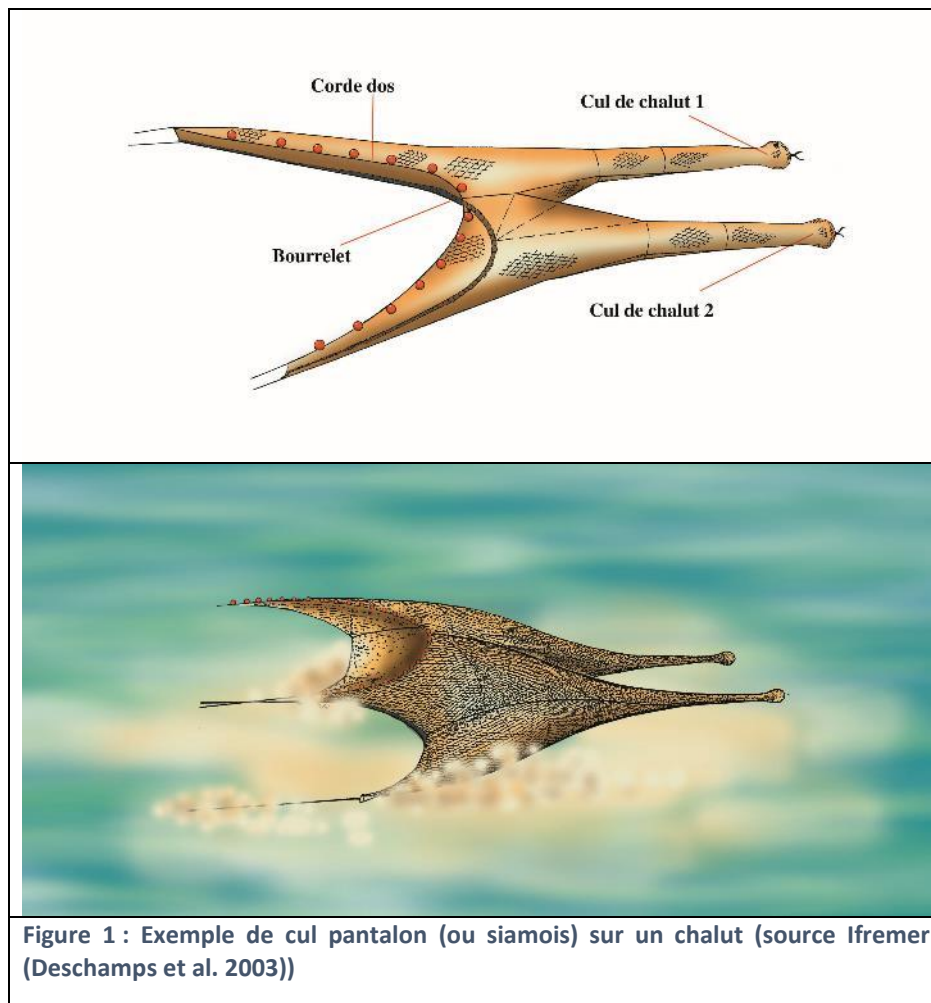 Corde dos
Cul de chalut 1
Bourrelet
Cul de chalut 2
Figure 1 : Exemple de cul pantalon (ou siamois) sur un chalut (source Ifremer
(Deschamps et al. 2003))